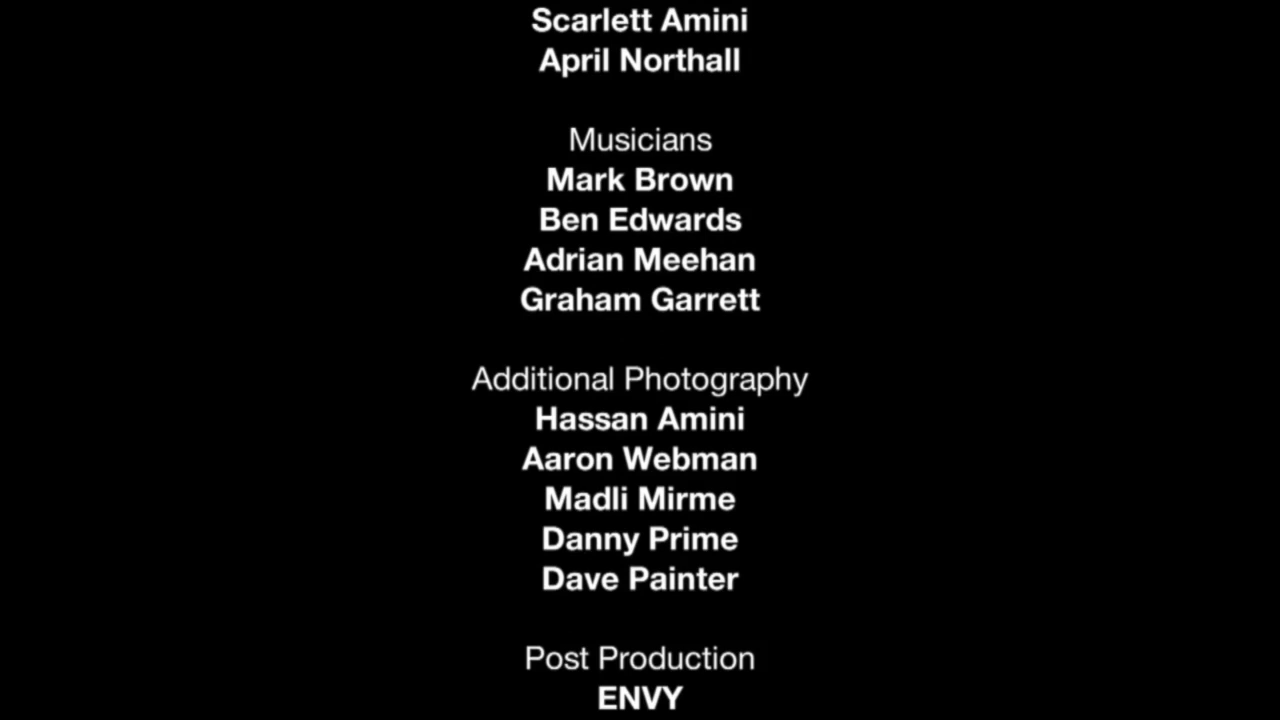 Scarlett Amini
April Northall
Musicians
Mark Brown
Ben Edwards
Adrian Meehan
Graham Garrett
Additional Photography
Hassan Amini
Aaron Webman
Madli Mirme
Danny Prime
Dave Painter
Post Production
ENVY